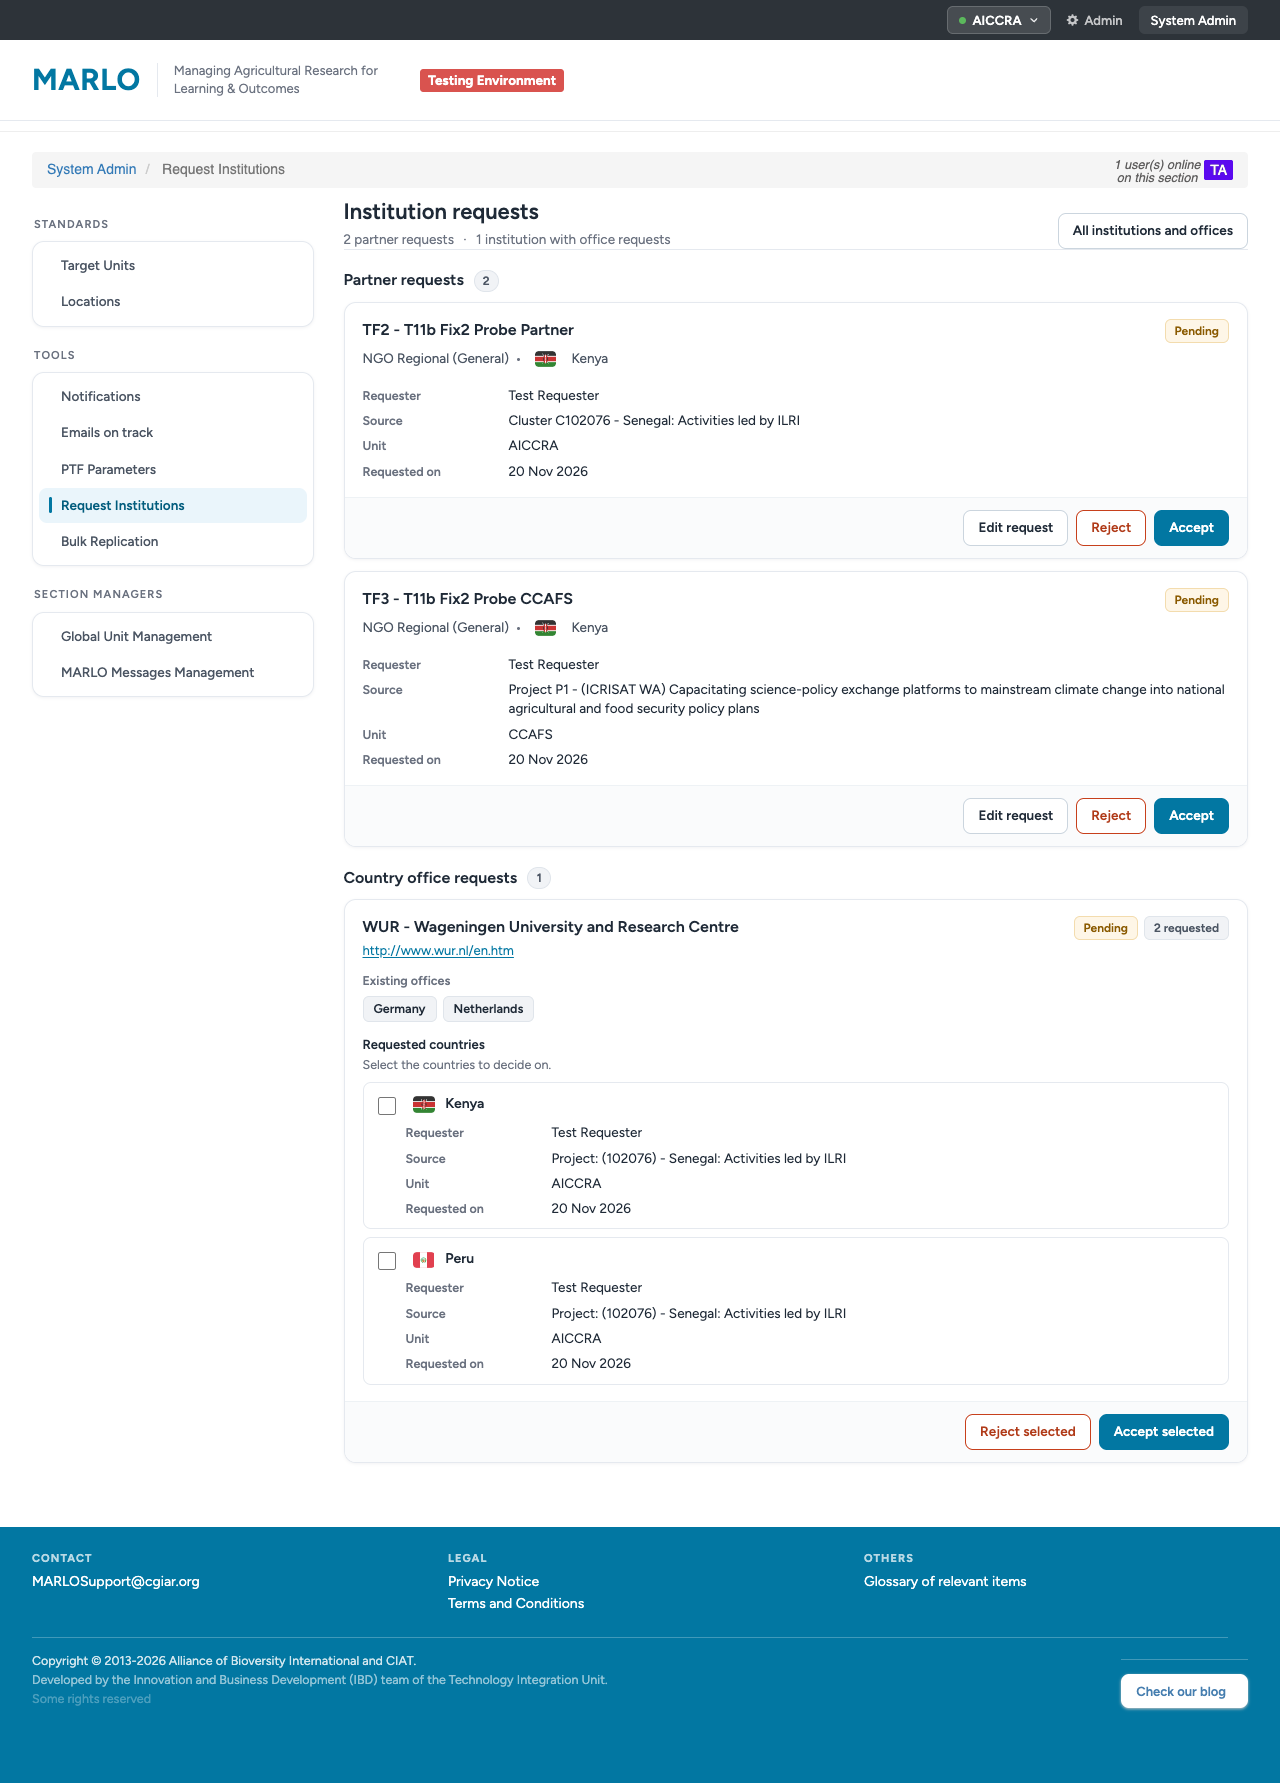 AICCRA
Admin
System Admin
MARLO
Managing Agricultural Research for
Learning & Outcomes
Testing Environment
System Admin / Request Institutions
1 user(s) online
on this section
TA
STANDARDS
Target Units
Locations
TOOLS
Notifications
Emails on track
PTF Parameters
Request Institutions
Bulk Replication
SECTION MANAGERS
Global Unit Management
MARLO Messages Management
Institution requests
2 partner requests · 1 institution with office requests
All institutions and offices
Partner requests 2
TF2 - T11b Fix2 Probe Partner
Pending
NGO Regional (General) • Kenya
Requester Test Requester
Source Cluster C102076 - Senegal: Activities led by ILRI
Unit AICCRA
Requested on 20 Nov 2026
Edit request Reject Accept
TF3 - T11b Fix2 Probe CCAFS
Pending
NGO Regional (General) • Kenya
Requester Test Requester
Source Project P1 - (ICRISAT WA) Capacitating science-policy exchange platforms to mainstream climate change into national
agricultural and food security policy plans
Unit CCAFS
Requested on 20 Nov 2026
Edit request Reject Accept
Country office requests 1
WUR - Wageningen University and Research Centre
Pending 2 requested
http://www.wur.nl/en.htm
Existing offices
Germany Netherlands
Requested countries
Select the countries to decide on.
Kenya
Requester Test Requester
Source Project: (102076) - Senegal: Activities led by ILRI
Unit AICCRA
Requested on 20 Nov 2026
Peru
Requester Test Requester
Source Project: (102076) - Senegal: Activities led by ILRI
Unit AICCRA
Requested on 20 Nov 2026
Reject selected Accept selected
CONTACT
MARLOSupport@cgiar.org
LEGAL
Privacy Notice
Terms and Conditions
OTHERS
Glossary of relevant items
Copyright © 2013-2026 Alliance of Bioversity International and CIAT.
Developed by the Innovation and Business Development (IBD) team of the Technology Integration Unit.
Some rights reserved
Check our blog